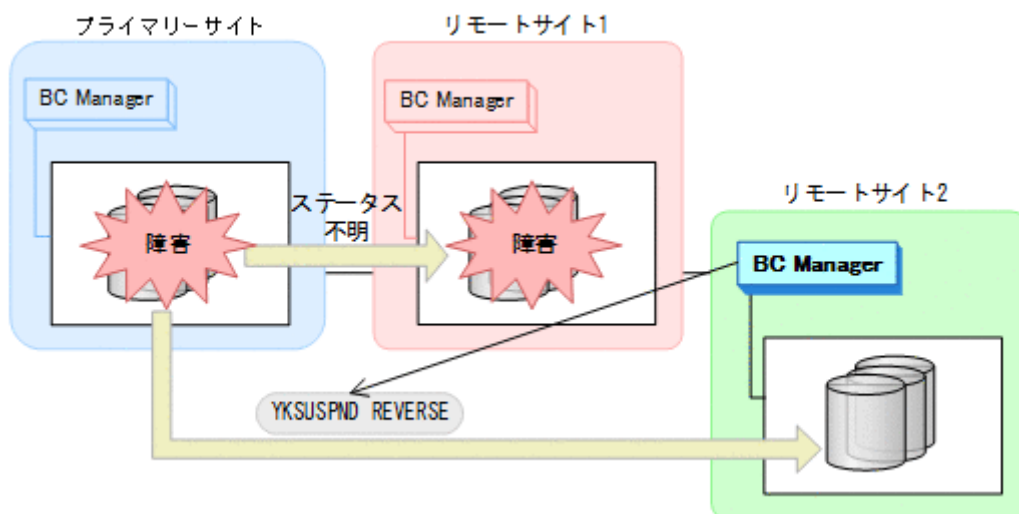 プライマリーサイト
リモートサイト1
BC Manager
BC Manager
リモートサイト2
ステータス
不明
障害
障害
BC Manager
YKSUSPND REVERSE